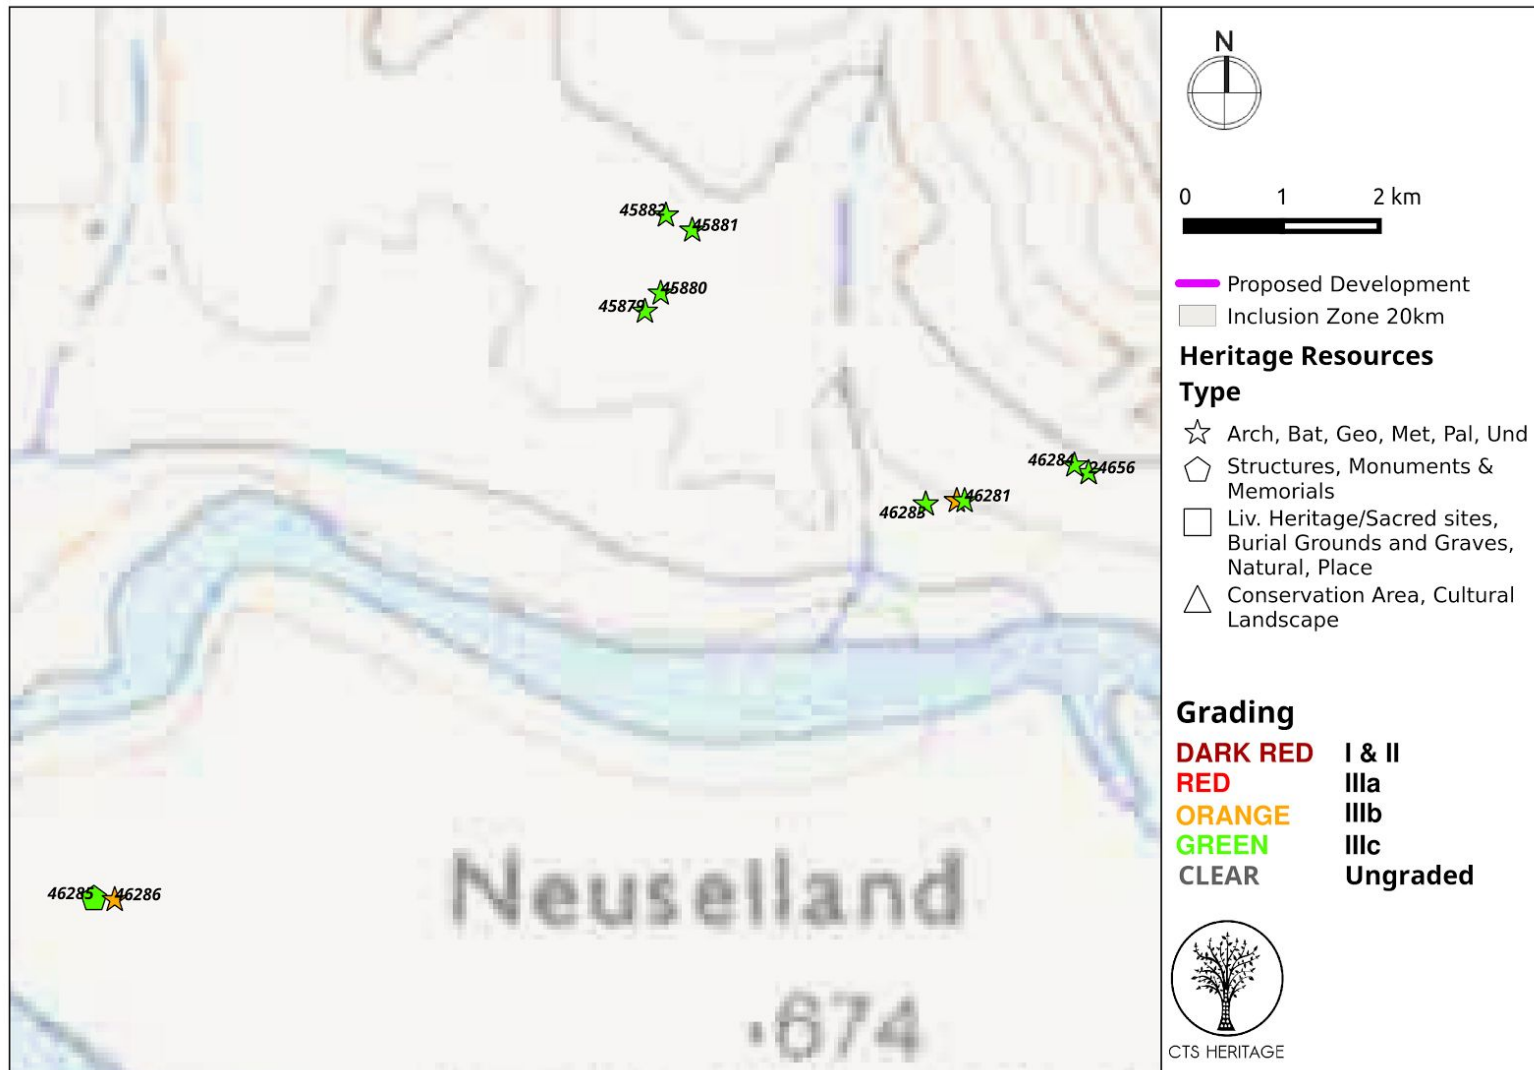 45882
45881
45880
45879
46284
24656
46281
46283
46285
46286
Neuselland
.674
N
0 1 2 km
Proposed Development
Inclusion Zone 20km
Heritage Resources
Type
Arch, Bat, Geo, Met, Pal, Und
Structures, Monuments &
Memorials
Liv. Heritage/Sacred sites,
Burial Grounds and Graves,
Natural, Place
Conservation Area, Cultural
Landscape
Grading
DARK RED I & II
RED IIIa
ORANGE IIIb
GREEN IIIc
CLEAR Ungraded
CTS HERITAGE